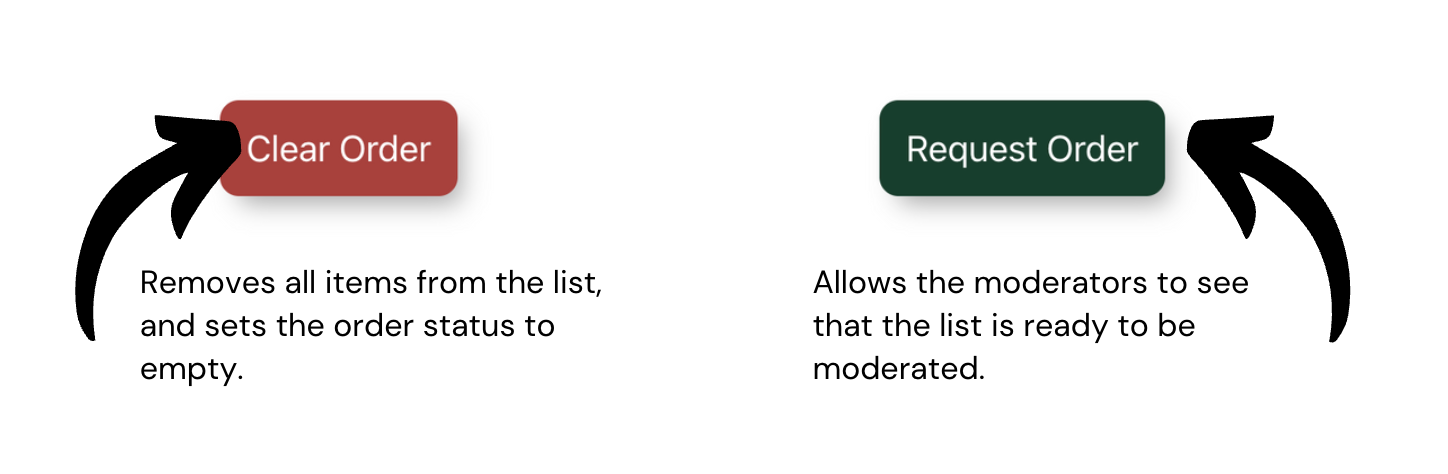 Clear Order
Request Order
Removes all items from the list,
and sets the order status to
empty.
Allows the moderators to see
that the list is ready to be
moderated.